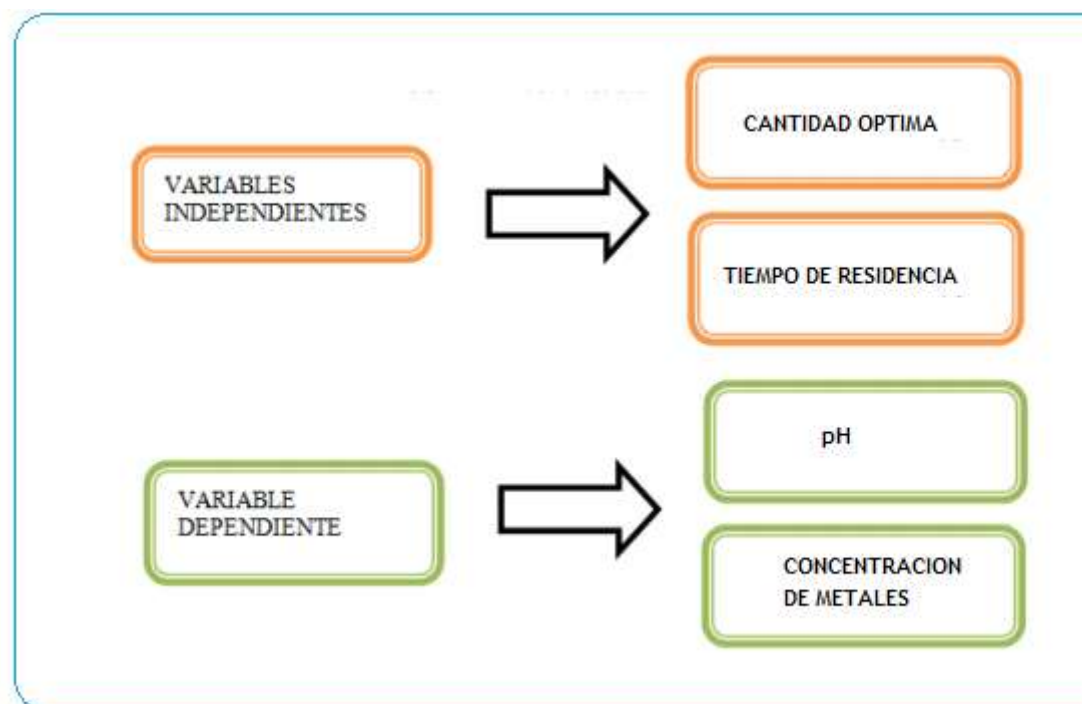 CANTIDAD OPTIMA
VARIABLES
INDEPENDIENTES
TIEMPO DE RESIDENCIA
pH
VARIABLE
DEPENDIENTE
CONCENTRACION
DE METALES